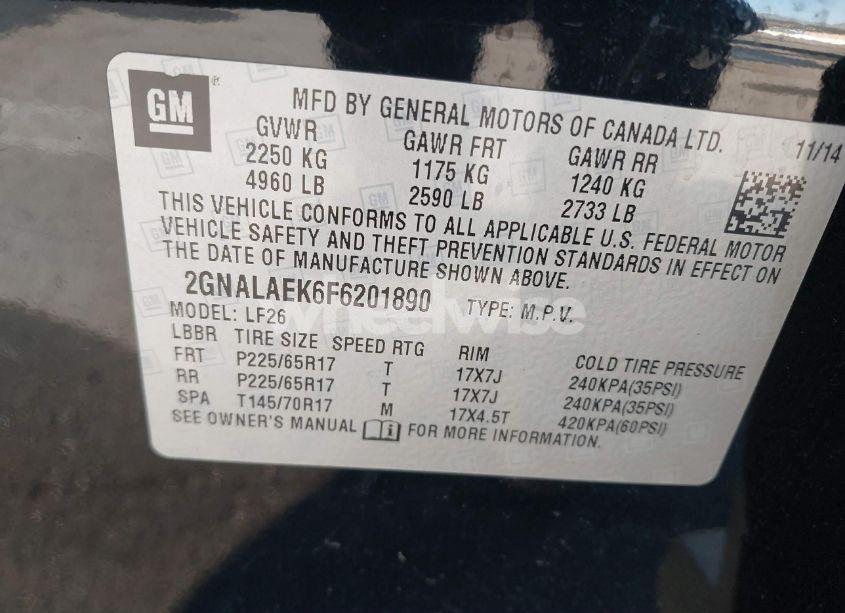 GM
MFD BY GENERAL MOTORS OF CANADA LTD.
11/14
GVWR GAWR FRT GAWR RR
2250 KG 1175 KG 1240 KG
4960 LB 2590 LB 2733 LB
THIS VEHICLE CONFORMS TO ALL APPLICABLE U.S. FEDERAL MOTOR
VEHICLE SAFETY AND THEFT PREVENTION STANDARDS IN EFFECT ON
THE DATE OF MANUFACTURE SHOWN ABOVE.
2GNALAEK6F6201890 TYPE: M.P.V.
MODEL: LF26
wheelwise
LBBR TIRE SIZE SPEED RTG RIM COLD TIRE PRESSURE
FRT P225/65R17 T 17X7J 240KPA(35PSI)
RR P225/65R17 T 17X7J 240KPA(35PSI)
SPA T145/70R17 M 17X4.5T 420KPA(60PSI)
SEE OWNER'S MANUAL i FOR MORE INFORMATION.